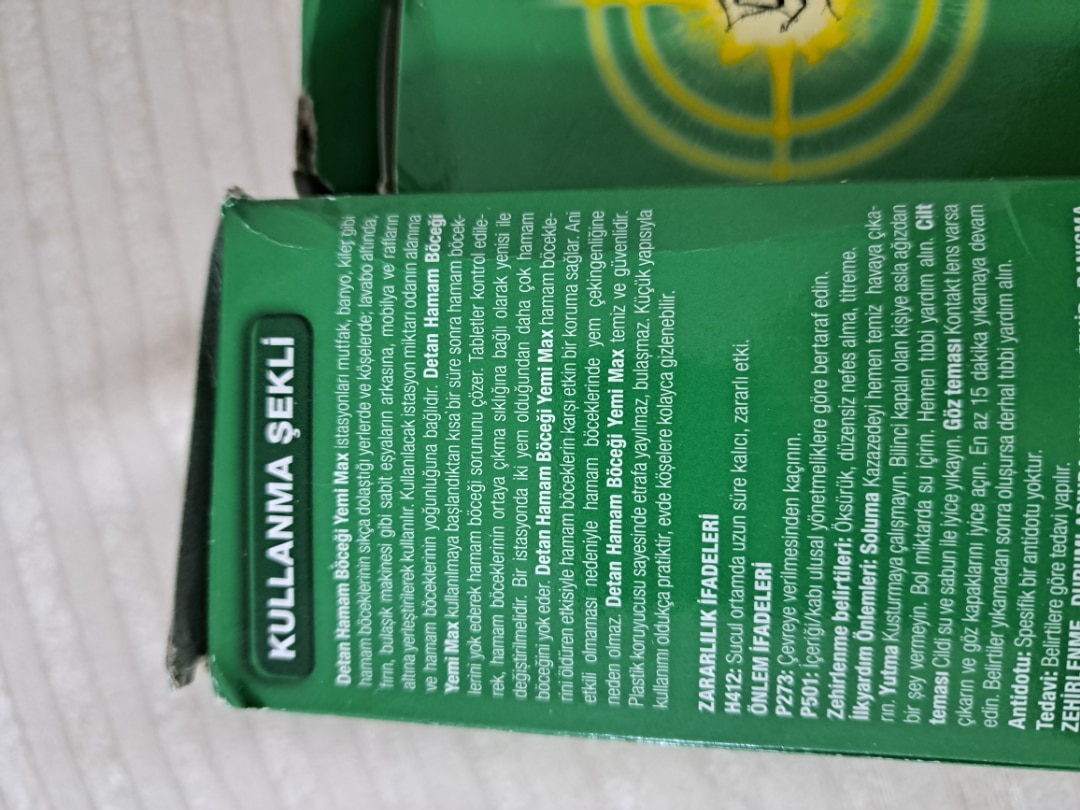 KULLANMA ŞEKLİ
Detan Hamam Böceği Yemi Max istasyonları mutfak, banyo, kiler gibi
hamam böceklerinin sıkça dolaştığı yerlerde ve köşelerde; lavabo altında,
fırın, bulaşık makinesi gibi sabit eşyaların arkasına, mobilya ve rafların
altına yerleştirilerek kullanılır. Kullanılacak istasyon miktarı odanın alanına
ve hamam böceklerinin yoğunluğuna bağlıdır. Detan Hamam Böceği
Yemi Max kullanılmaya başlandıktan kısa bir süre sonra hamam böcek-
lerini yok ederek hamam böceği sorununu çözer. Tabletler kontrol edile-
rek, hamam böceklerinin ortaya çıkma sıklığına bağlı olarak yenisi ile
değiştirilmelidir. Bir istasyonda iki yem olduğundan daha çok hamam
böceğini yok eder. Detan Hamam Böceği Yemi Max hamam böcekle-
rini öldüren etkisiyle hamam böceklerin karşı etkin bir koruma sağlar. Ani
etkili olmaması nedeniyle hamam böceklerinde yem çekingenliğine
neden olmaz. Detan Hamam Böceği Yemi Max temiz ve güvenlidir.
Plastik koruyucusu sayesinde etrafa yayılmaz, bulaşmaz. Küçük yapısıyla
kullanımı oldukça pratiktir, evde köşelere kolayca gizlenebilir.
ZARARLILIK İFADELERİ
H412: Sucul ortamda uzun süre kalıcı, zararlı etki.
ÖNLEM İFADELERİ
P273: Çevreye verilmesinden kaçının.
P501: İçeriği/kabı ulusal yönetmeliklere göre bertaraf edin.
Zehirleme belirtileri: Öksürük, düzensiz nefes alma, titreme.
İlkyardım Önlemleri: Soluma Kazazedeyi hemen temiz havaya çıka-
rın. Yutma Kusturmaya çalışmayın. Bilinci kapalı olan kişiye asla ağızdan
bir şey vermeyin. Bol miktarda su içirin. Hemen tıbbi yardım alın. Cilt
teması Cildi su ve sabun ile iyice yıkayın. Göz teması Kontakt lens varsa
çıkarın ve göz kapaklarını iyice açın. En az 15 dakika yıkamaya devam
edin. Belirtiler yıkamadan sonra oluşursa derhal tıbbi yardım alın.
Antidotu: Spesifik bir antidotu yoktur.
Tedavi: Belirtilere göre tedavi yapılır.